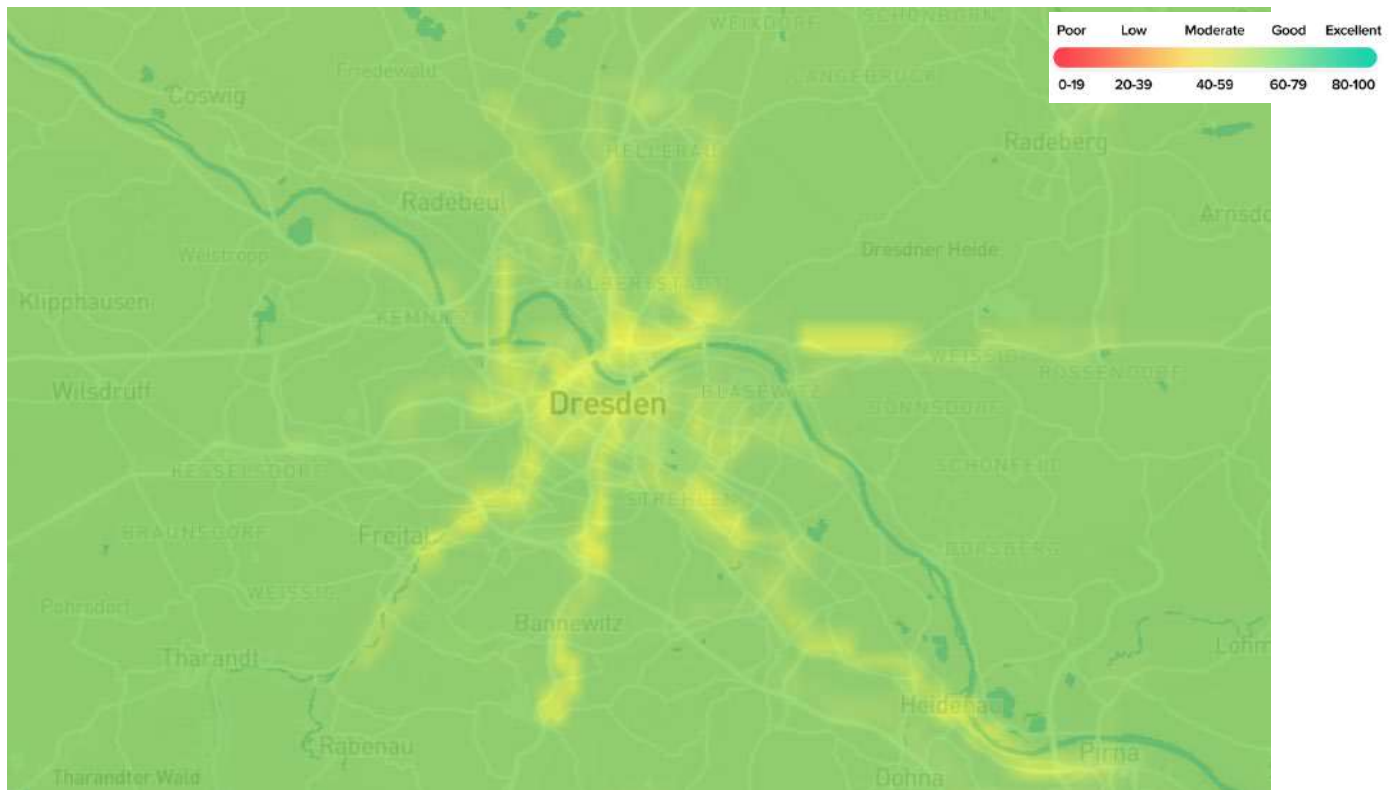 WEIXDORF SCHÖNBORN
Poor Low Moderate Good Excellent
0-19 20-39 40-59 60-79 80-100
Friedewald LANGEBRÜCK
Coswig
HELLERAU Radeberg
Radebeul Arnsdo
Weistropp Dresdner Heide
ALBERTSTADT
Klipphausen KEMNITZ
WEISSIG
Wilsdruff Dresden BLASEWITZ ROSSENDORF
GÖNNSDORF
KESSELSDORF SCHÖNFELD
STREHLEN
BRAUNSDORF Freital BORSBERG
WEISSIG
Pohrsdorf Bannewitz
Tharandt Lohm
Heidenau
Rabenau Pirna
Tharandter Wald Dohna